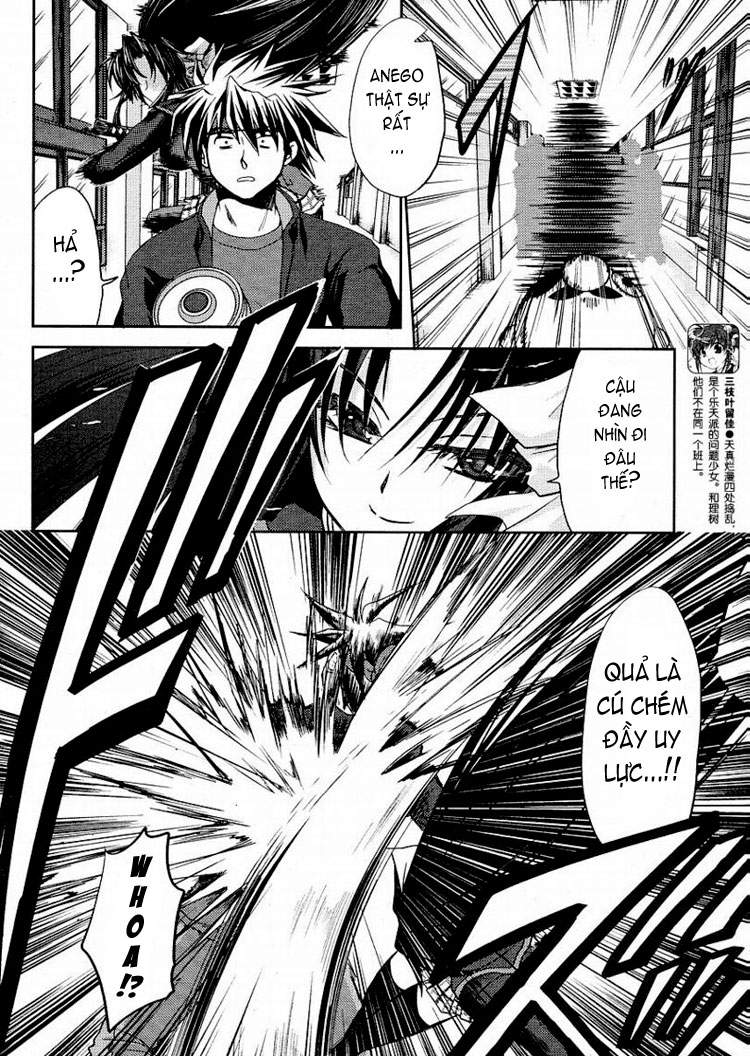 ANEGO
THẬT SỰ
RẤT
...
HẢ
...?
三枝叶留佳●天真烂漫四处捣乱,
是个乐天派的问题少女。和理树
他们不在同一个班上。
CẬU
ĐANG
NHÌN ĐI
ĐÂU
THẾ?
QUẢ LÀ
CÚ CHÉM
ĐẦY UY
LỰC...!!
WHOA!?